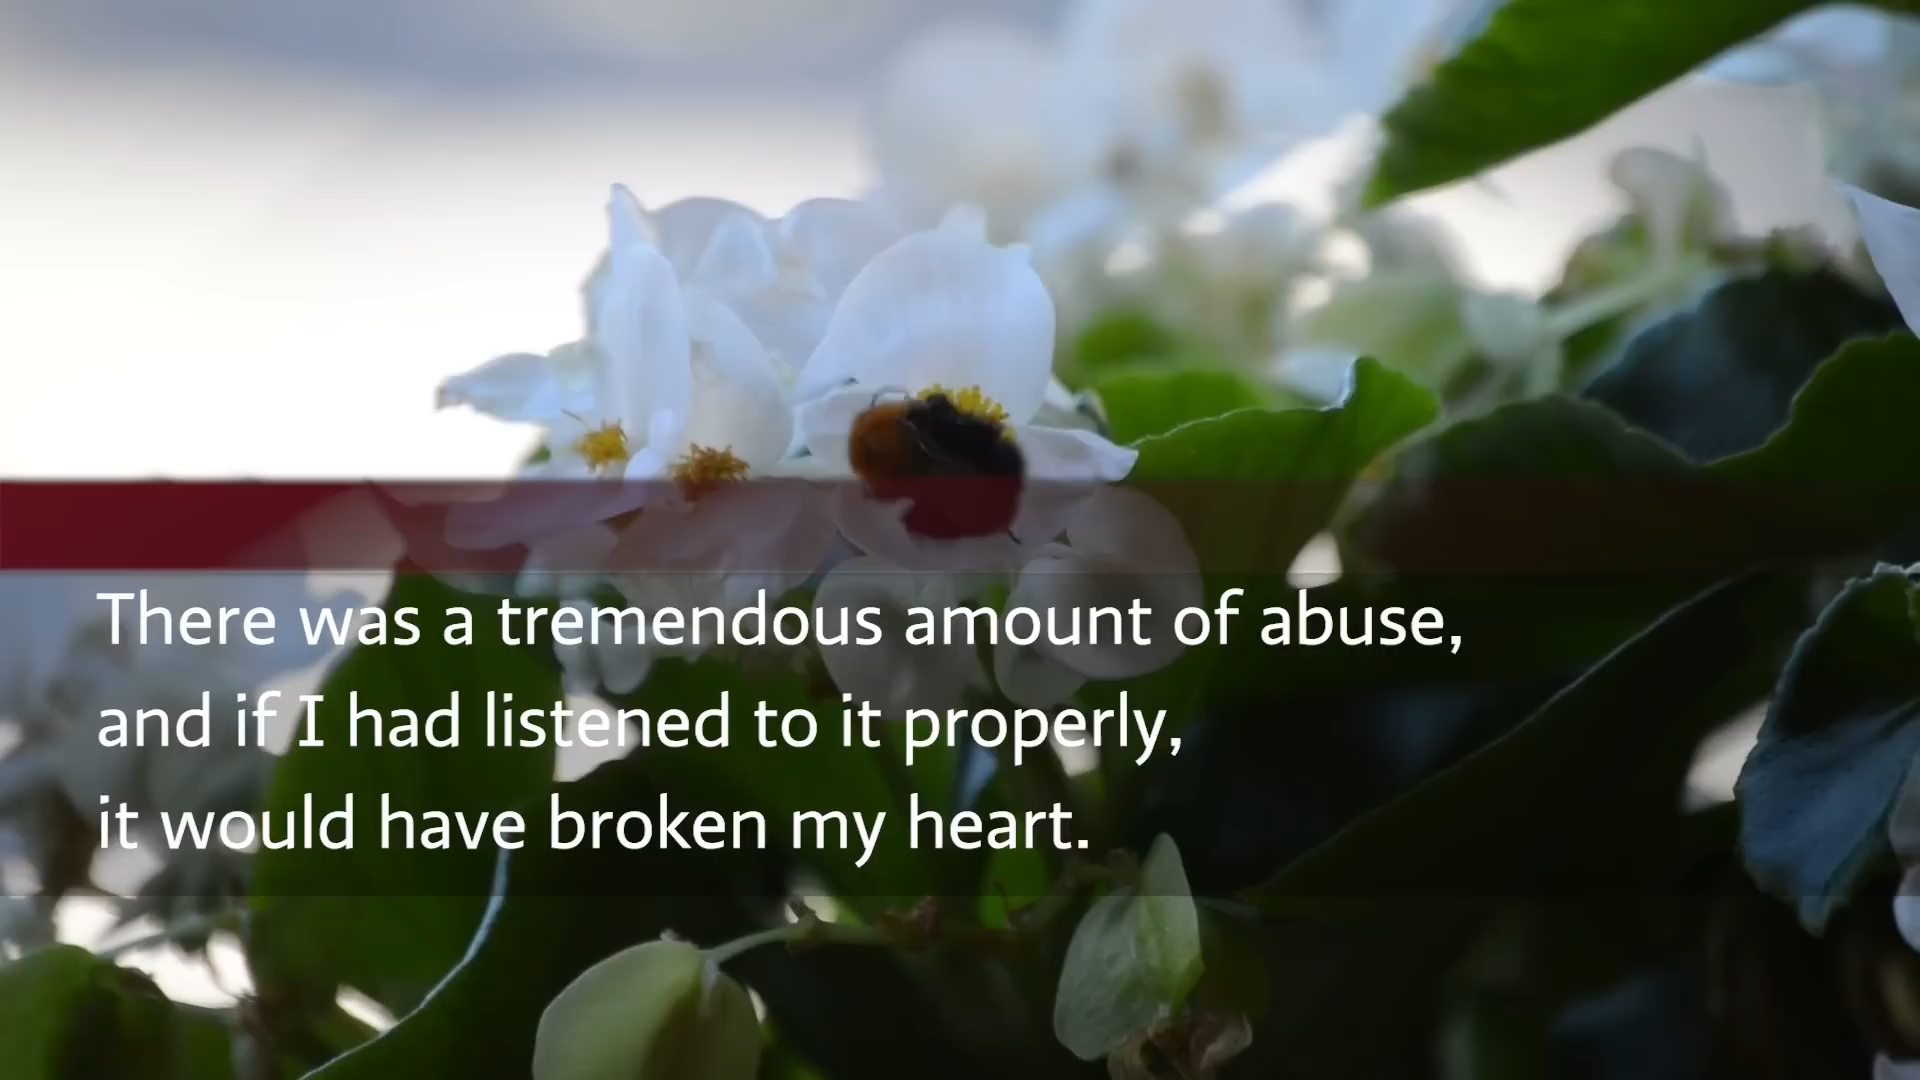 There was a tremendous amount of abuse,
and if I had listened to it properly,
it would have broken my heart.